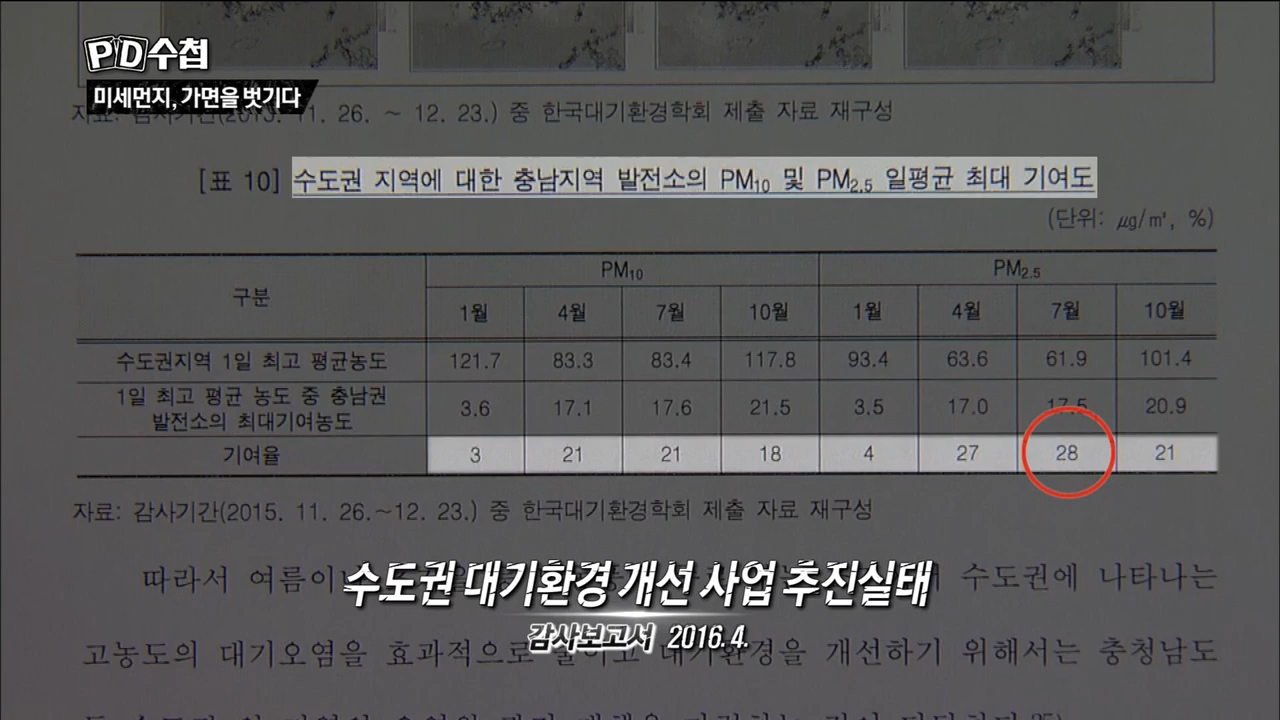 PD수첩
미세먼지, 가면을 벗기다
자료: 감사기간(2015. 11. 26. ~ 12. 23.) 중 한국대기환경학회 제출 자료 재구성
[표 10] 수도권 지역에 대한 충남지역 발전소의 PM10 및 PM2.5 일평균 최대 기여도
(단위: ㎍/㎥, %)
구분 PM10 PM2.5
1월 4월 7월 10월 1월 4월 7월 10월
수도권지역 1일 최고 평균농도 121.7 83.3 83.4 117.8 93.4 63.6 61.9 101.4
1일 최고 평균 농도 중 충남권
발전소의 최대기여농도 3.6 17.1 17.6 21.5 3.5 17.0 17.5 20.9
기여율 3 21 21 18 4 27 28 21
자료: 감사기간(2015. 11. 26.~12. 23.) 중 한국대기환경학회 제출 자료 재구성
따라서 수도권에 나타나는
수도권 대기환경 개선 사업 추진실태
감사보고서 2016.4.
고농도의 대기오염을 효과적으로 대기환경을 개선하기 위해서는 충청남도